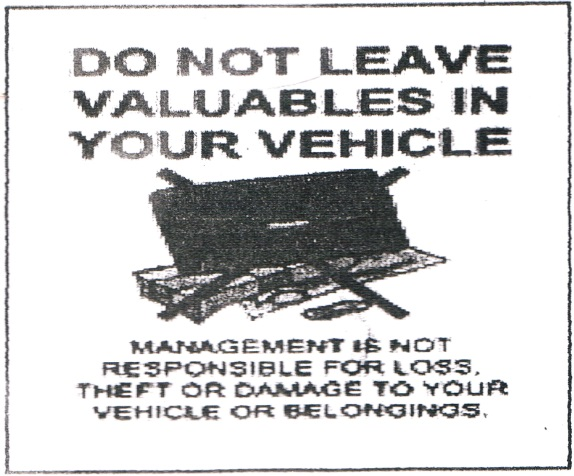 DO NOT LEAVE
VALUABLES IN
YOUR VEHICLE
MANAGEMENT IS NOT
RESPONSIBLE FOR LOSS,
THEFT OR DAMAGE TO YOUR
VEHICLE OR BELONGINGS.